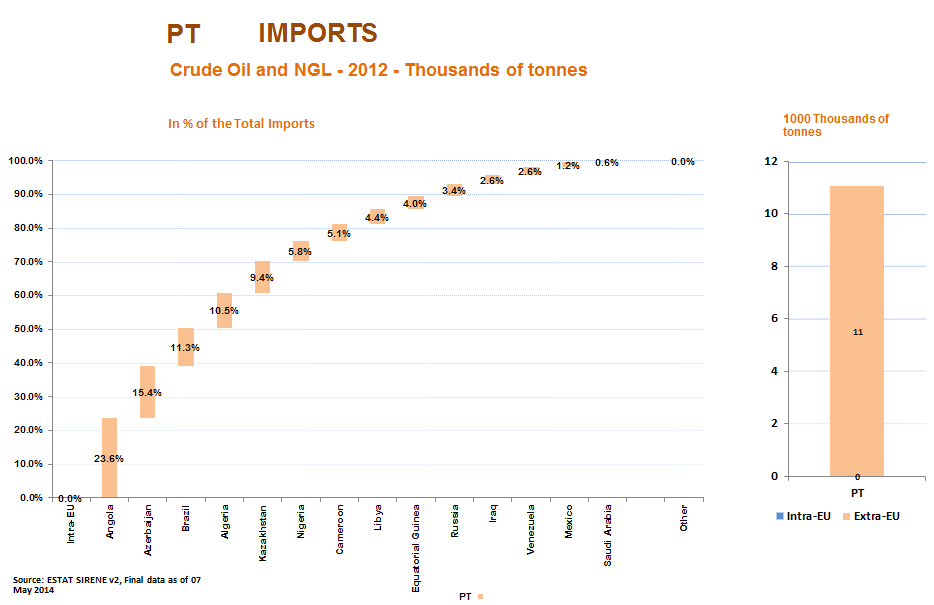 PT IMPORTS
Crude Oil and NGL - 2012 - Thousands of tonnes
In % of the Total Imports
100.0%
90.0%
80.0%
70.0%
60.0%
50.0%
40.0%
30.0%
20.0%
10.0%
0.0%
0.0%
23.6%
15.4%
11.3%
10.5%
9.4%
5.8%
5.1%
4.4%
4.0%
3.4%
2.6%
2.6%
1.2%
0.6%
0.0%
Intra-EU
Angola
Azerbaijan
Brazil
Algeria
Kazakhstan
Nigeria
Cameroon
Libya
Equatorial Guinea
Russia
Iraq
Venezuela
Mexico
Saudi Arabia
Other
PT
1000 Thousands of
tonnes
12
10
8
6
4
2
0
11
0
PT
Intra-EU Extra-EU
Source: ESTAT SIRENE v2, Final data as of 07
May 2014